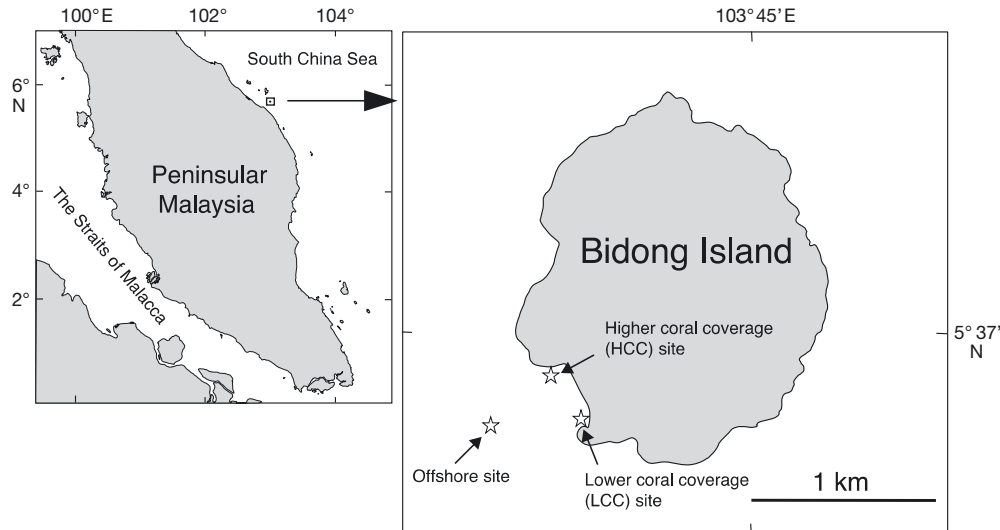 100°E 102° 104°
103°45'E
South China Sea
6°
N
Peninsular
Malaysia
4°
The Straits of Malacca
2°
Bidong Island
Higher coral coverage
(HCC) site
5° 37'
N
Offshore site
Lower coral coverage
(LCC) site
1 km